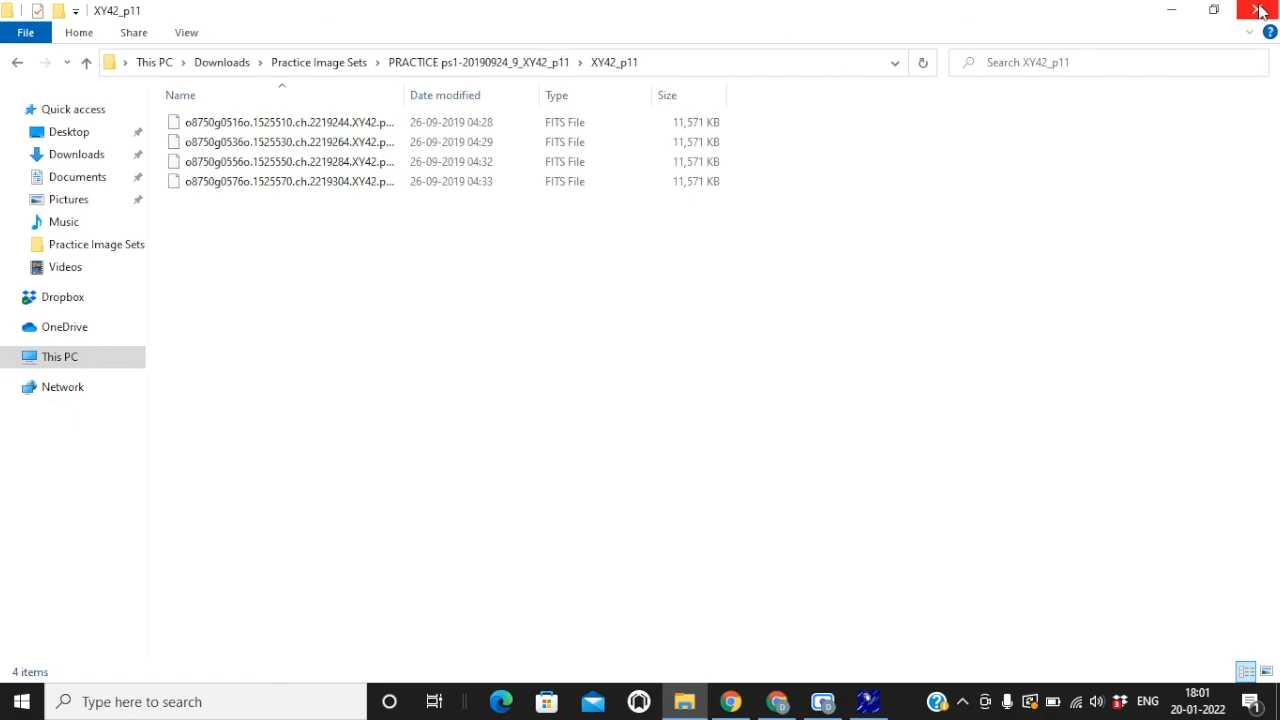 XY42_p11
File Home Share View
This PC Downloads Practice Image Sets PRACTICE ps1-20190924_9_XY42_p11 XY42_p11
Search XY42_p11
Name Date modified Type Size
o8750g0516o.1525510.ch.2219244.XY42.p... 26-09-2019 04:28 FITS File 11,571 KB
o8750g0536o.1525530.ch.2219264.XY42.p... 26-09-2019 04:29 FITS File 11,571 KB
o8750g0556o.1525550.ch.2219284.XY42.p... 26-09-2019 04:32 FITS File 11,571 KB
o8750g0576o.1525570.ch.2219304.XY42.p... 26-09-2019 04:33 FITS File 11,571 KB
Quick access
Desktop
Downloads
Documents
Pictures
Music
Practice Image Sets
Videos
Dropbox
OneDrive
This PC
Network
4 items
Type here to search
ENG
18:01
20-01-2022
1